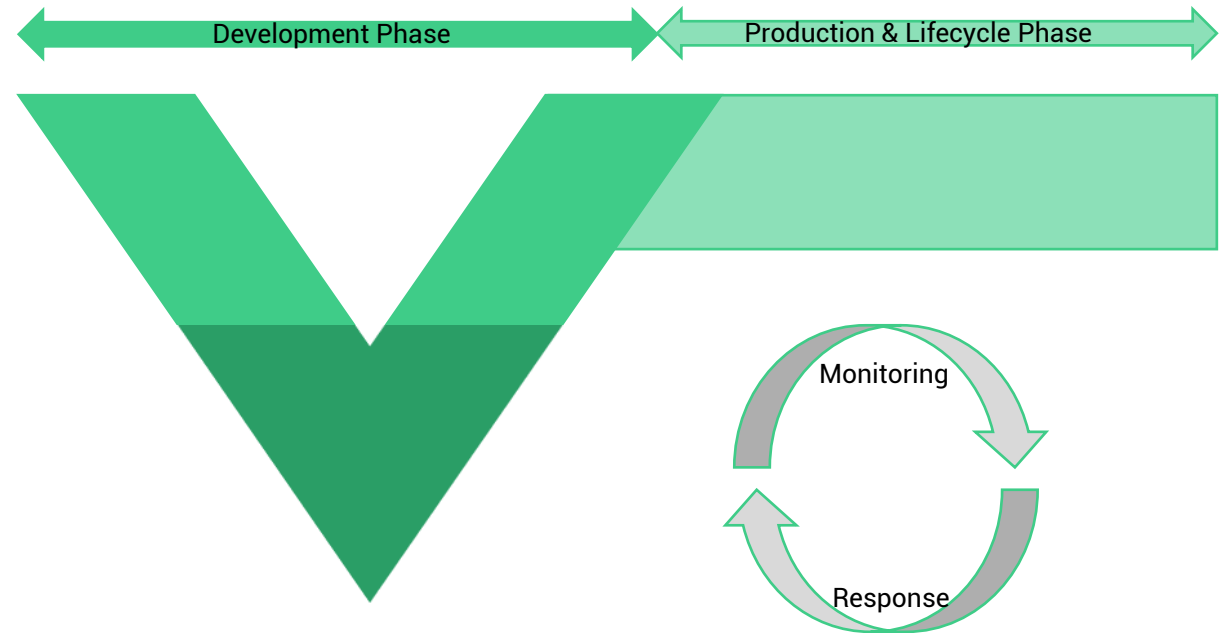 Development Phase
Production & Lifecycle Phase
Monitoring
Response